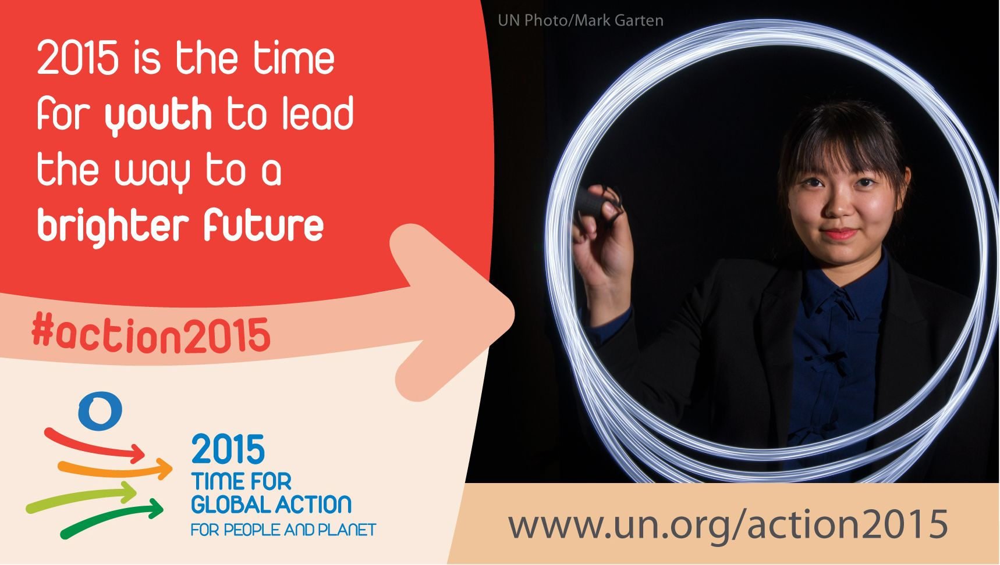 2015 is the time
for youth to lead
the way to a
brighter future
#action2015
2015
TIME FOR
GLOBAL ACTION
FOR PEOPLE AND PLANET
UN Photo/Mark Garten
www.un.org/action2015